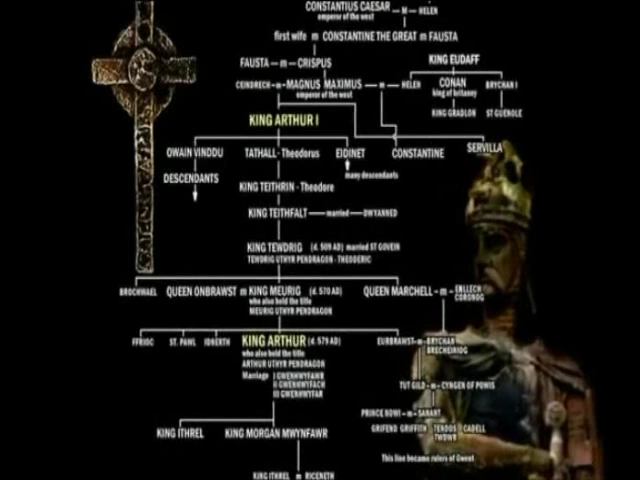 CONSTANTIUS CAESAR — M — HELEN
emperor of the west
first wife m CONSTANTINE THE GREAT m FAUSTA
FAUSTA — m — CRISPUS
KING EUDAFF
CEINDRECH - m - MAGNUS MAXIMUS — m — HELEN
emperor of the west
CONAN
king of britaney
BRYCHAN I
KING GRADLON
ST GUENOLE
KING ARTHUR I
OWAIN VINDDU
TATHALL - Theodorus
EIDINET
CONSTANTINE
SERVILLA
DESCENDANTS
many descendants
KING TEITHRIN - Theodore
KING TEITHFALT — married — DWYANNED
KING TEWDRIG (d. 509 AD) married ST GOVEIN
TEWDRIG UTHYR PENDRAGON - THEODERIC
BROCHWAEL
QUEEN ONBRAWST m KING MEURIG (d. 570 AD)
who also held the title
MEURIG UTHYR PENDRAGON
QUEEN MARCHELL — m — ENLLECH
CORONOG
FFRIOC
ST. PAWL
IDNERTH
KING ARTHUR (d. 579 AD)
who also held the title
ARTHUR UTHYR PENDRAGON
Marriage I GWENHWYFAWR
II GWENHWYFACH
III GWENHWYFAR
EURBRAWST - m - BRYCHAN
BRECHEINIOG
TUT GILD - m - CYNGEN OF POWIS
PRINCE NOWI - m - SANANT
GRIFEND GRIFFITH
TENDOS CADELL
TWDWR
This line became rulers of Gwent
KING ITHREL
KING MORGAN MWYNFAWR
KING ITHREL m RICENETH